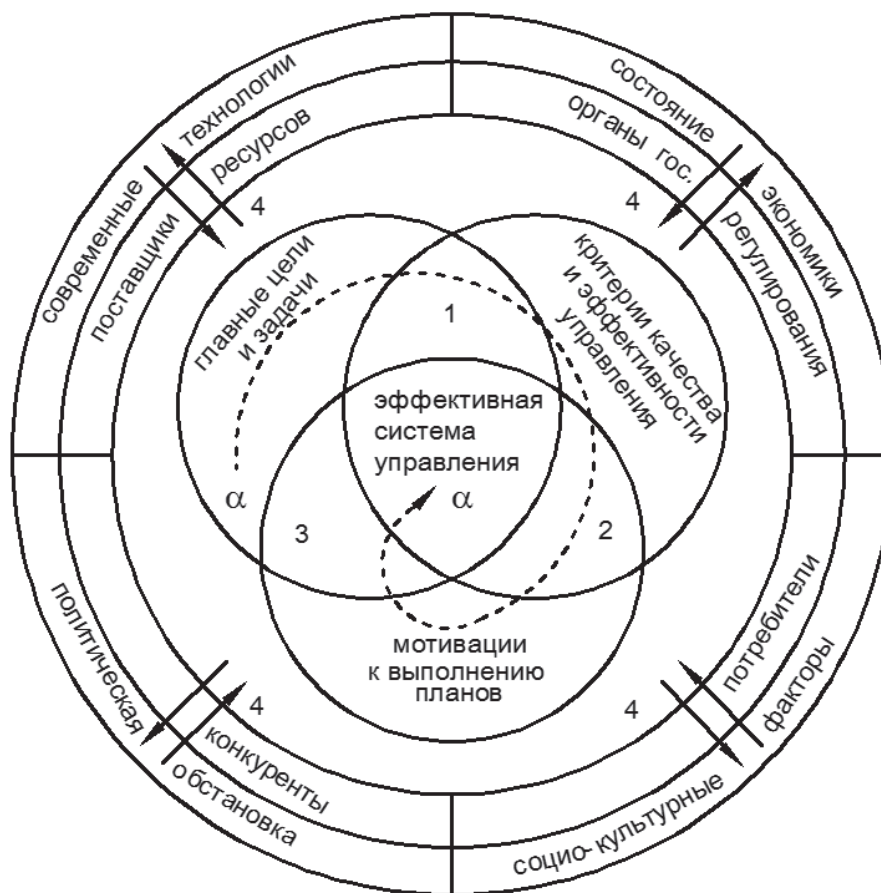 современные технологии
поставщики ресурсов
состояние экономики
органы гос. регулирования
4
4
главные цели
и задачи
критерии качества
и эффективности
управления
1
эффективная
система
управления
α
α
3
2
мотивации
к выполнению
планов
4
4
политическая обстановка
конкуренты
потребители
социо-культурные факторы